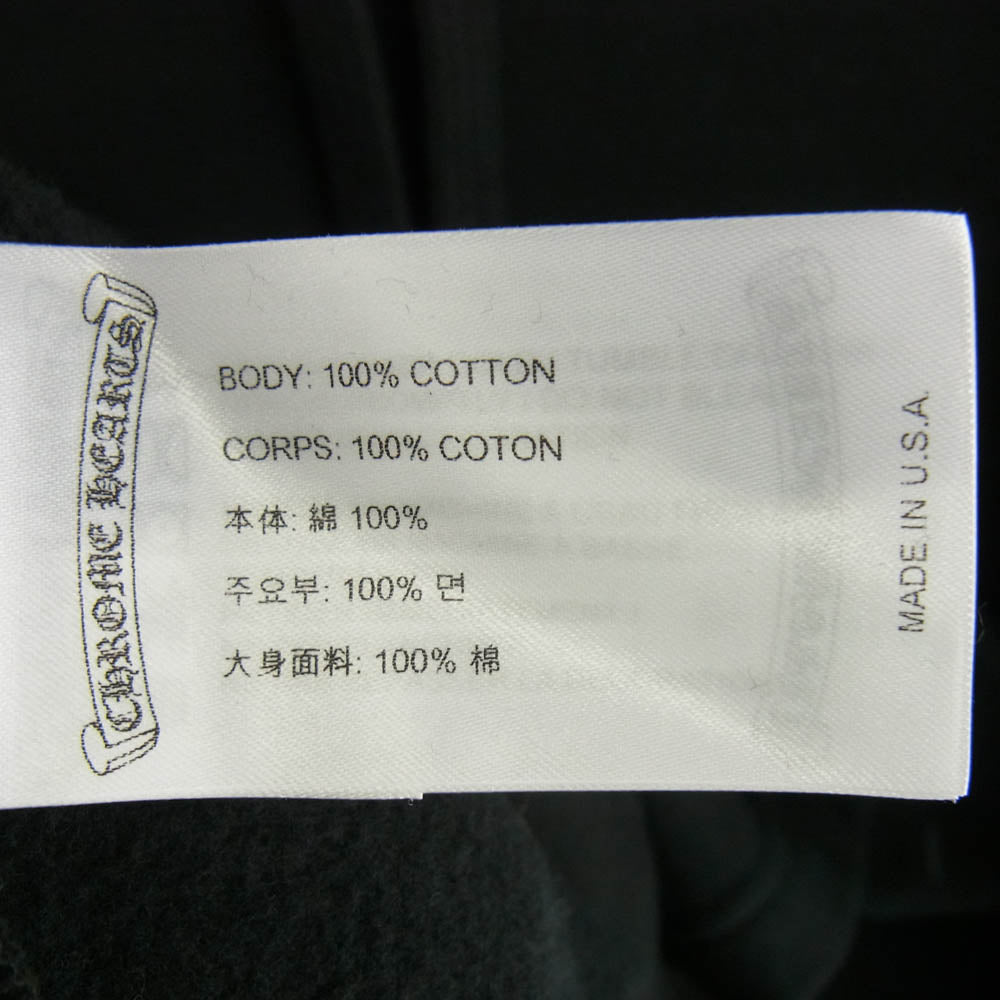 CHROME HEARTS
BODY: 100% COTTON
CORPS: 100% COTON
本体: 綿 100%
주요부: 100% 면
大身面料: 100% 棉
MADE IN U.S.A.